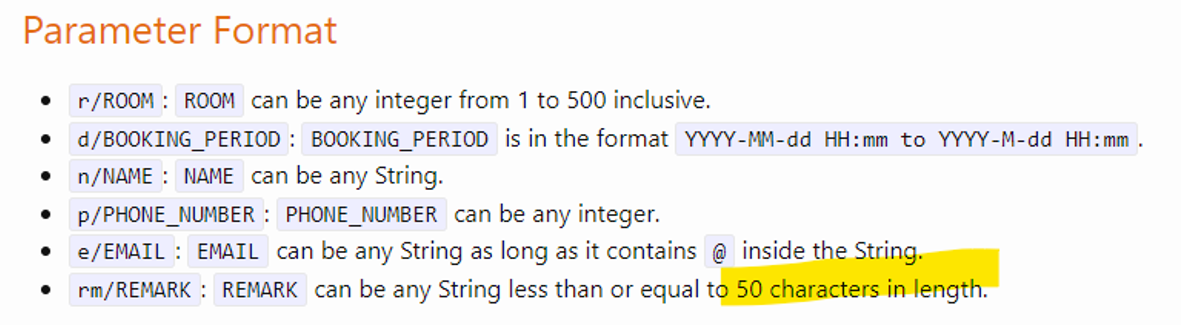 Parameter Format
• r/ROOM: ROOM can be any integer from 1 to 500 inclusive.
• d/BOOKING_PERIOD: BOOKING_PERIOD is in the format YYYY-MM-dd HH:mm to YYYY-M-dd HH:mm.
• n/NAME: NAME can be any String.
• p/PHONE_NUMBER: PHONE_NUMBER can be any integer.
• e/EMAIL: EMAIL can be any String as long as it contains @ inside the String.
• rm/REMARK: REMARK can be any String less than or equal to 50 characters in length.